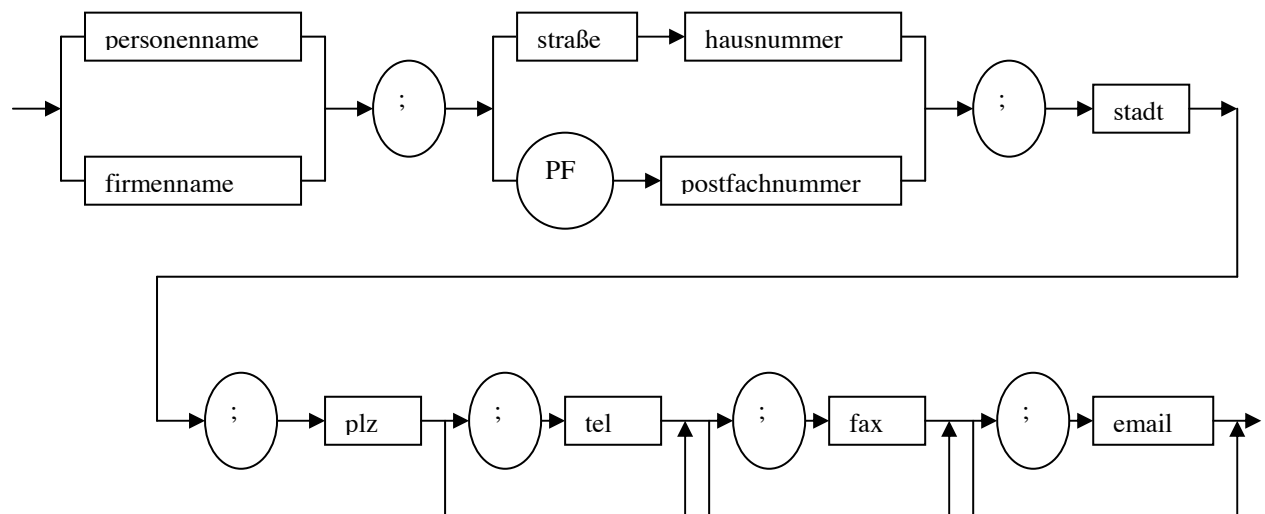 personenname
straße hausnummer
; ; stadt
PF
firmenname postfachnummer
; plz ; tel ; fax ; email